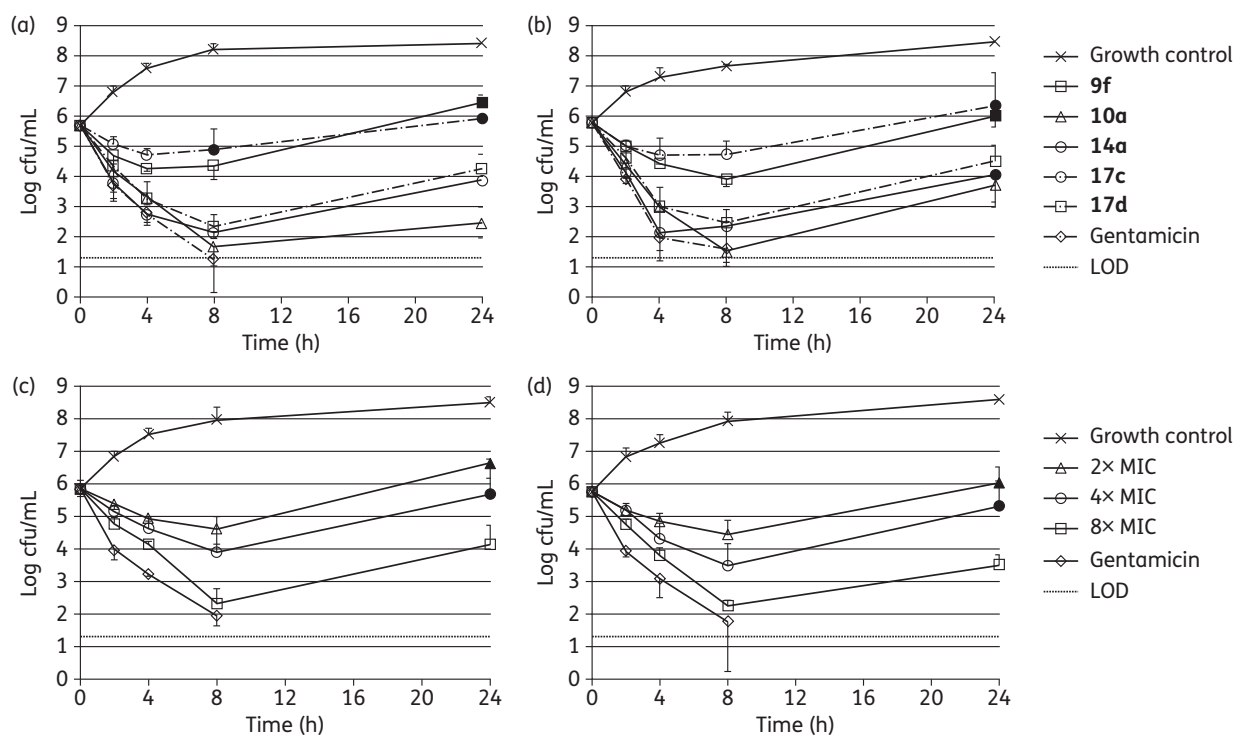 (a)
9
8
7
6
5
4
3
2
1
0
Log cfu/mL
0 4 8 12 16 20 24
Time (h)
(b)
9
8
7
6
5
4
3
2
1
0
Log cfu/mL
0 4 8 12 16 20 24
Time (h)
Growth control
9f
10a
14a
17c
17d
Gentamicin
LOD
(c)
9
8
7
6
5
4
3
2
1
0
Log cfu/mL
0 4 8 12 16 20 24
Time (h)
(d)
9
8
7
6
5
4
3
2
1
0
Log cfu/mL
0 4 8 12 16 20 24
Time (h)
Growth control
2× MIC
4× MIC
8× MIC
Gentamicin
LOD